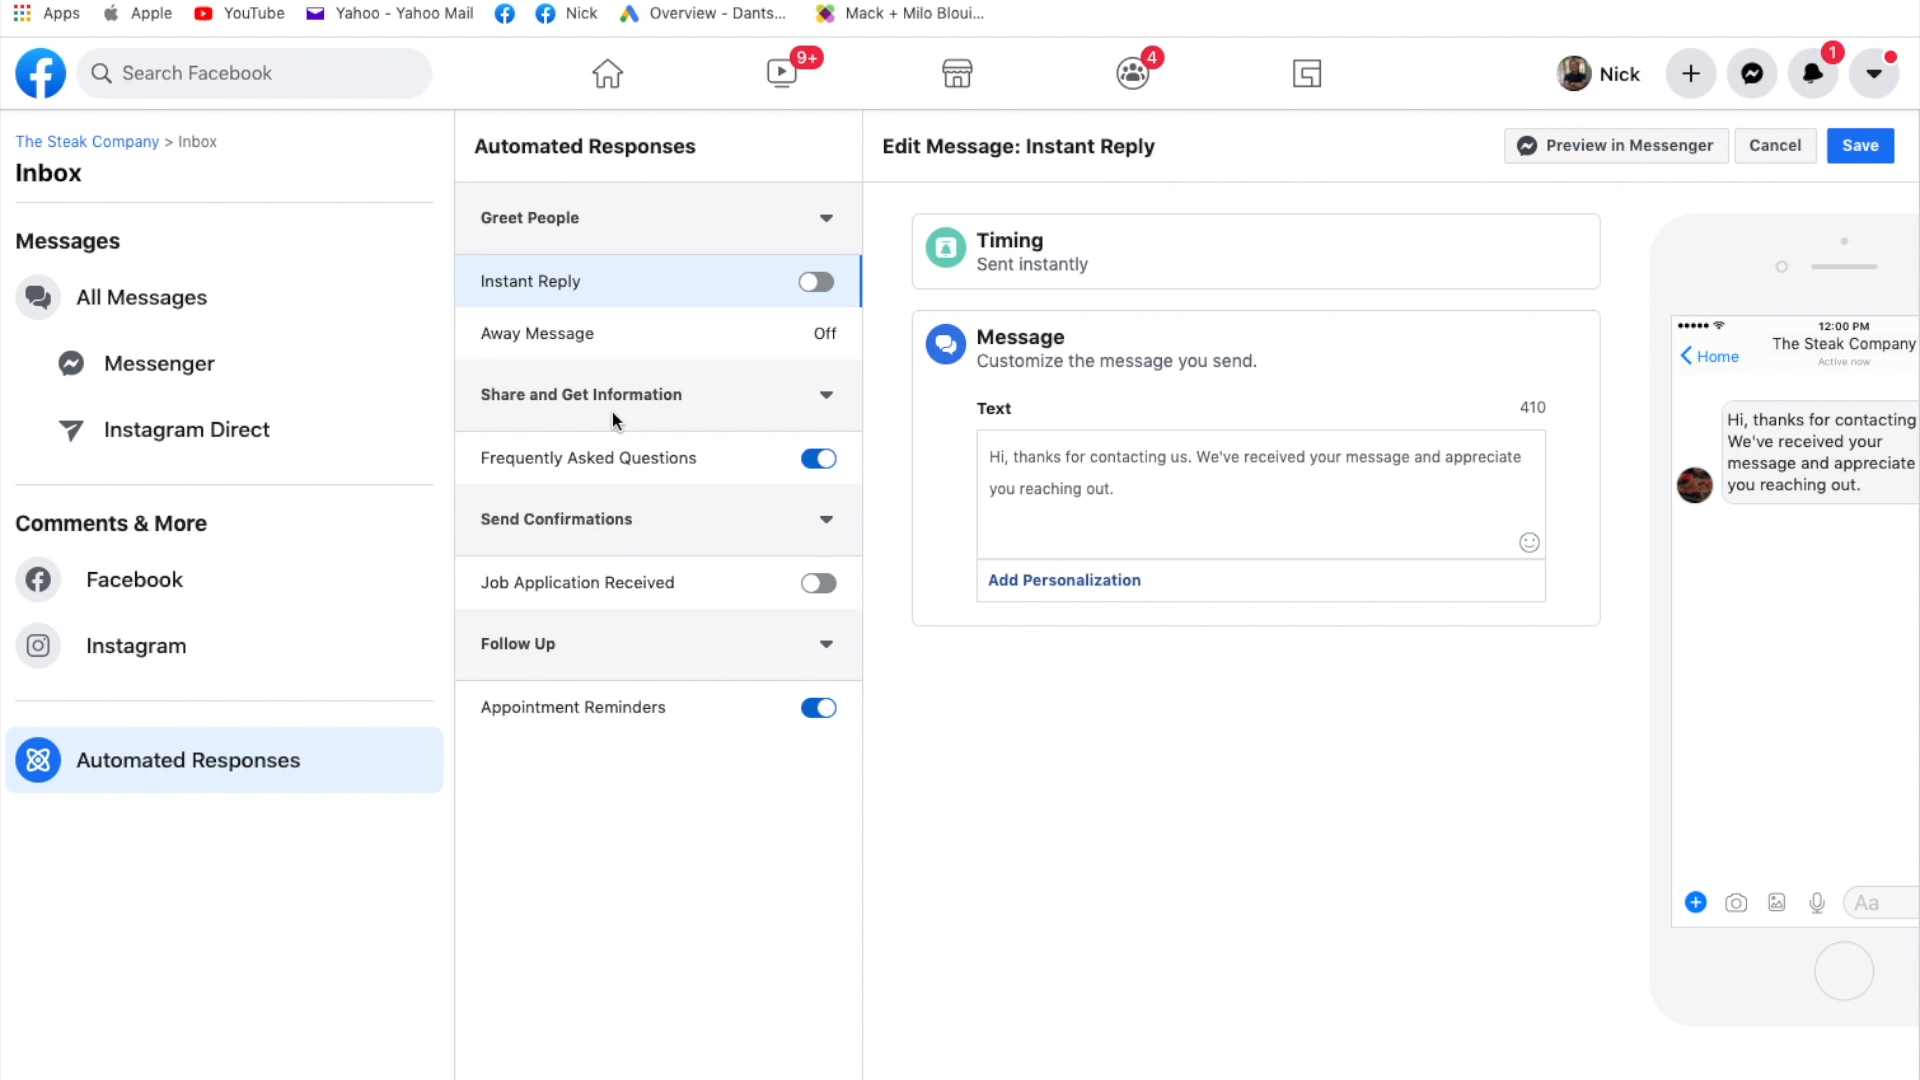 Apps Apple YouTube Yahoo - Yahoo Mail Nick Overview - Dants... Mack + Milo Bloui...
Search Facebook 9+ 4 Nick 1
The Steak Company > Inbox
Inbox
Messages
All Messages
Messenger
Instagram Direct
Comments & More
Facebook
Instagram
Automated Responses
Automated Responses
Greet People
Instant Reply
Away Message Off
Share and Get Information
Frequently Asked Questions
Send Confirmations
Job Application Received
Follow Up
Appointment Reminders
Edit Message: Instant Reply
Preview in Messenger Cancel Save
Timing
Sent instantly
Message
Customize the message you send.
Text 410
Hi, thanks for contacting us. We've received your message and appreciate
you reaching out.
Add Personalization
12:00 PM
Home The Steak Company
Active now
Hi, thanks for contacting
We've received your
message and appreciate
you reaching out.
Aa